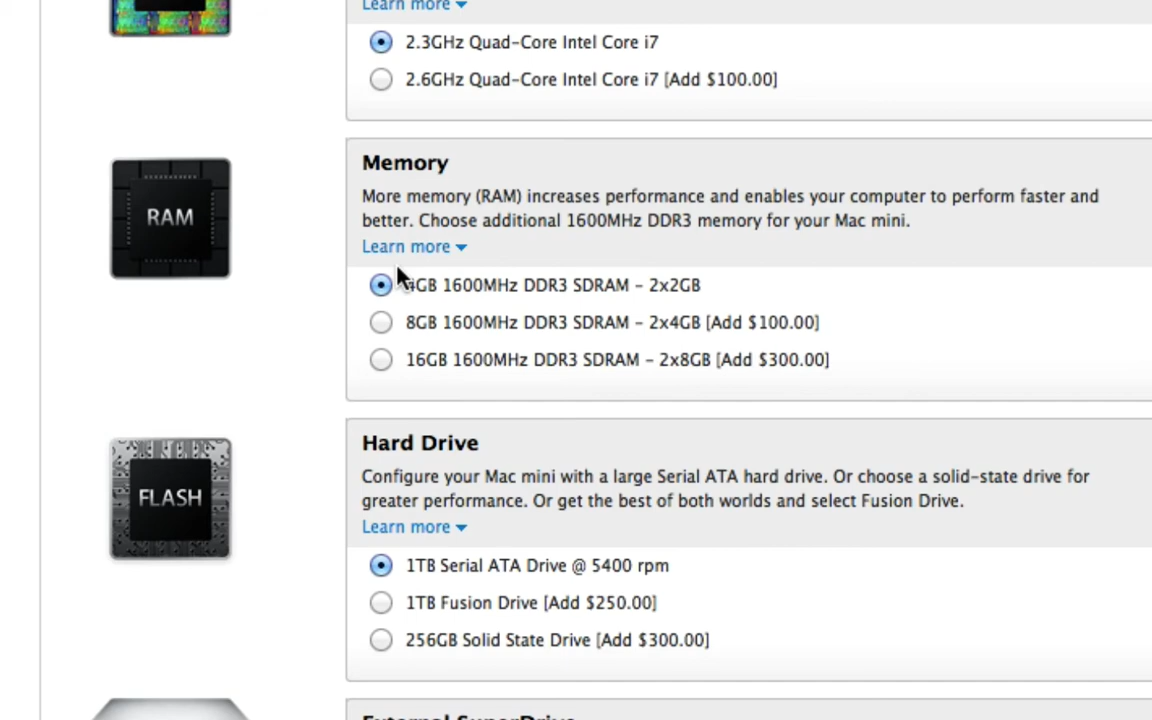 Learn more
2.3GHz Quad-Core Intel Core i7
2.6GHz Quad-Core Intel Core i7 [Add $100.00]
Memory
RAM
More memory (RAM) increases performance and enables your computer to perform faster and
better. Choose additional 1600MHz DDR3 memory for your Mac mini.
Learn more
4GB 1600MHz DDR3 SDRAM – 2x2GB
8GB 1600MHz DDR3 SDRAM – 2x4GB [Add $100.00]
16GB 1600MHz DDR3 SDRAM – 2x8GB [Add $300.00]
Hard Drive
FLASH
Configure your Mac mini with a large Serial ATA hard drive. Or choose a solid-state drive for
greater performance. Or get the best of both worlds and select Fusion Drive.
Learn more
1TB Serial ATA Drive @ 5400 rpm
1TB Fusion Drive [Add $250.00]
256GB Solid State Drive [Add $300.00]
External SuperDrive